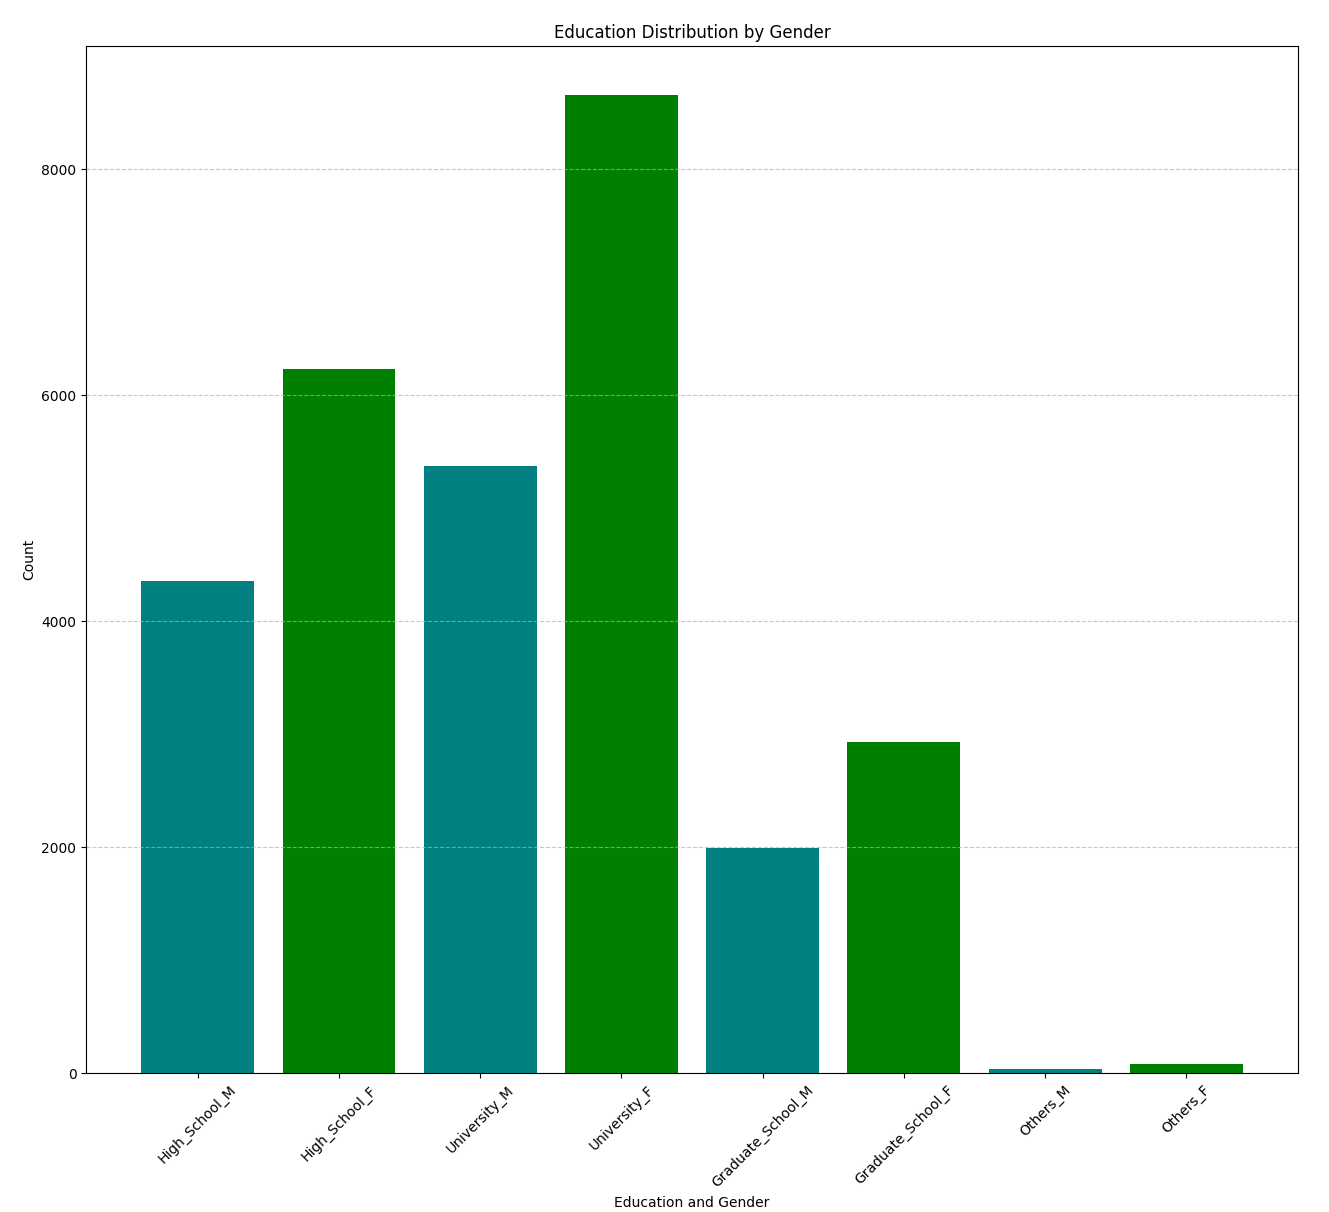 Education Distribution by Gender
8000
6000
4000
2000
0
Count
High_School_M
High_School_F
University_M
University_F
Graduate_School_M
Graduate_School_F
Others_M
Others_F
Education and Gender